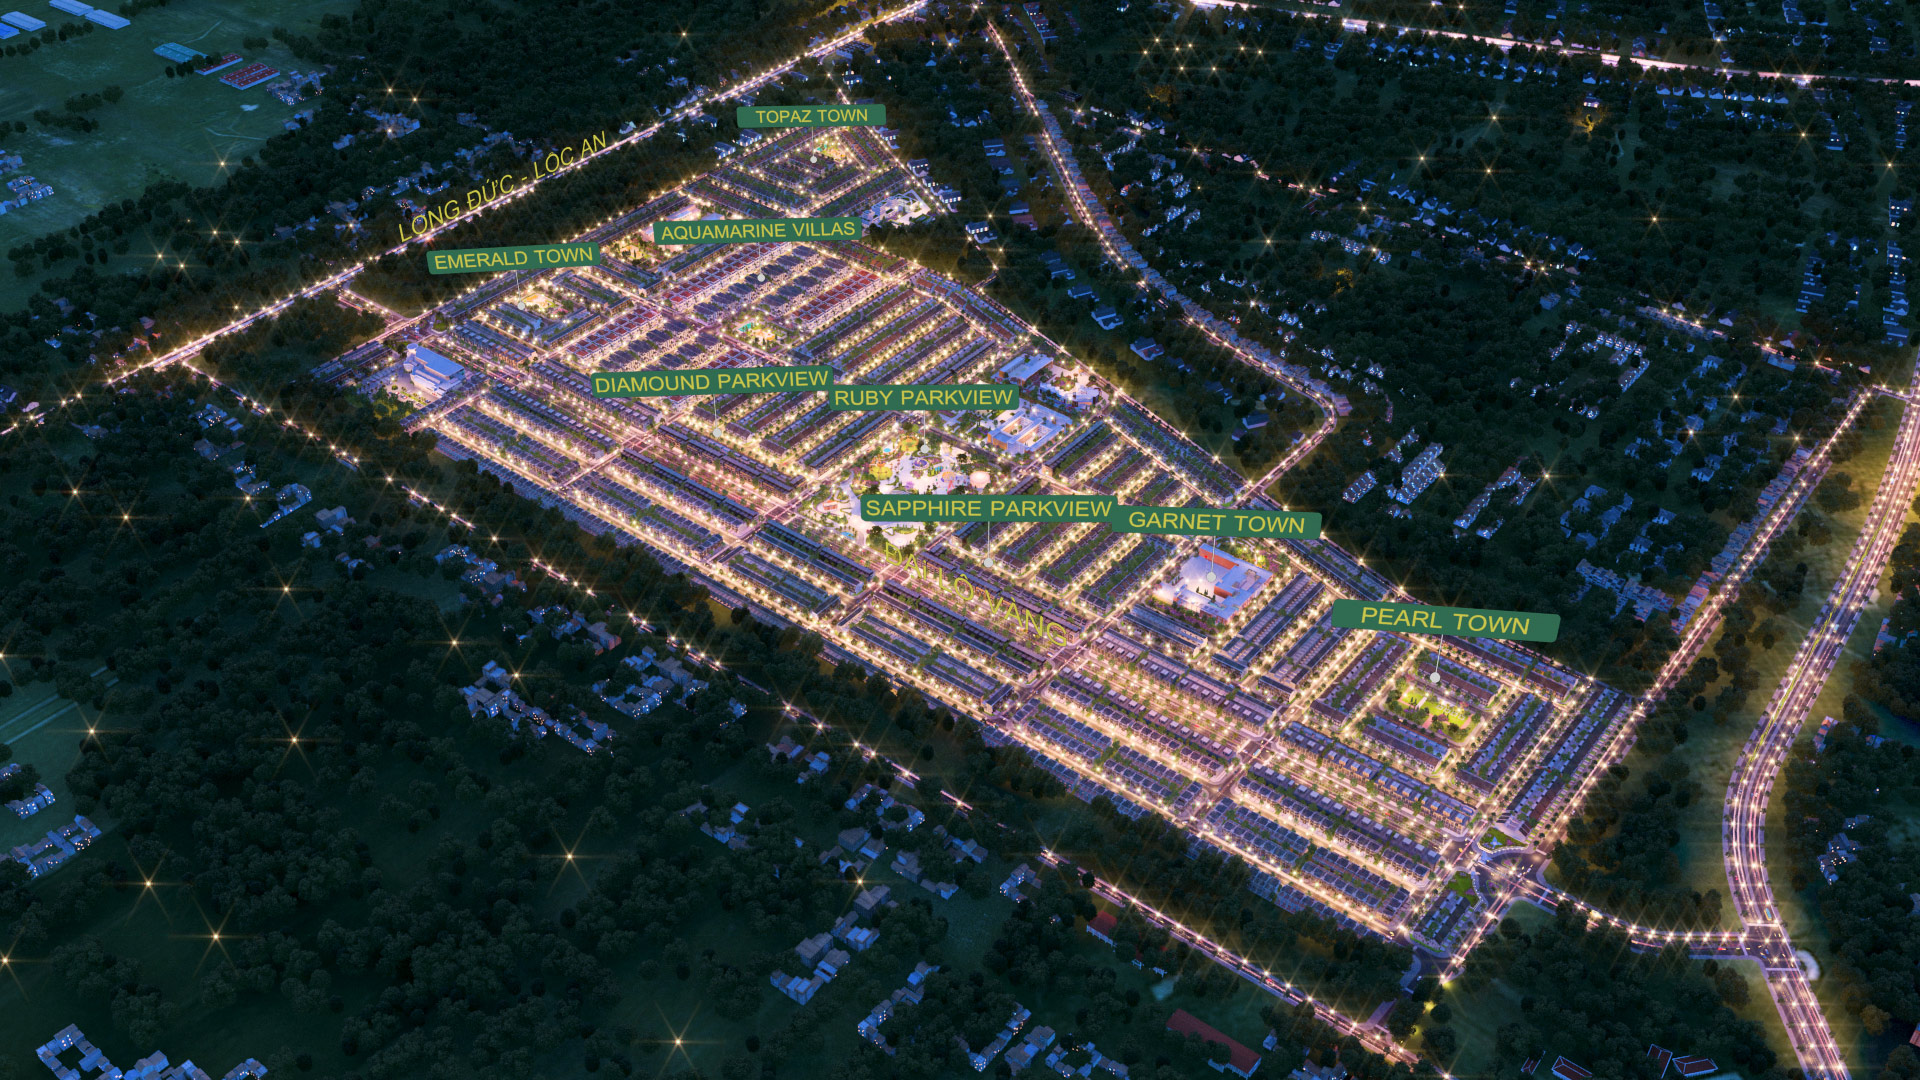 TOPAZ TOWN
LONG ĐỨC - LỘC AN
AQUAMARINE VILLAS
EMERALD TOWN
DIAMOUND PARKVIEW
RUBY PARKVIEW
SAPPHIRE PARKVIEW
GARNET TOWN
ĐẠI LỘ VÀNG
PEARL TOWN